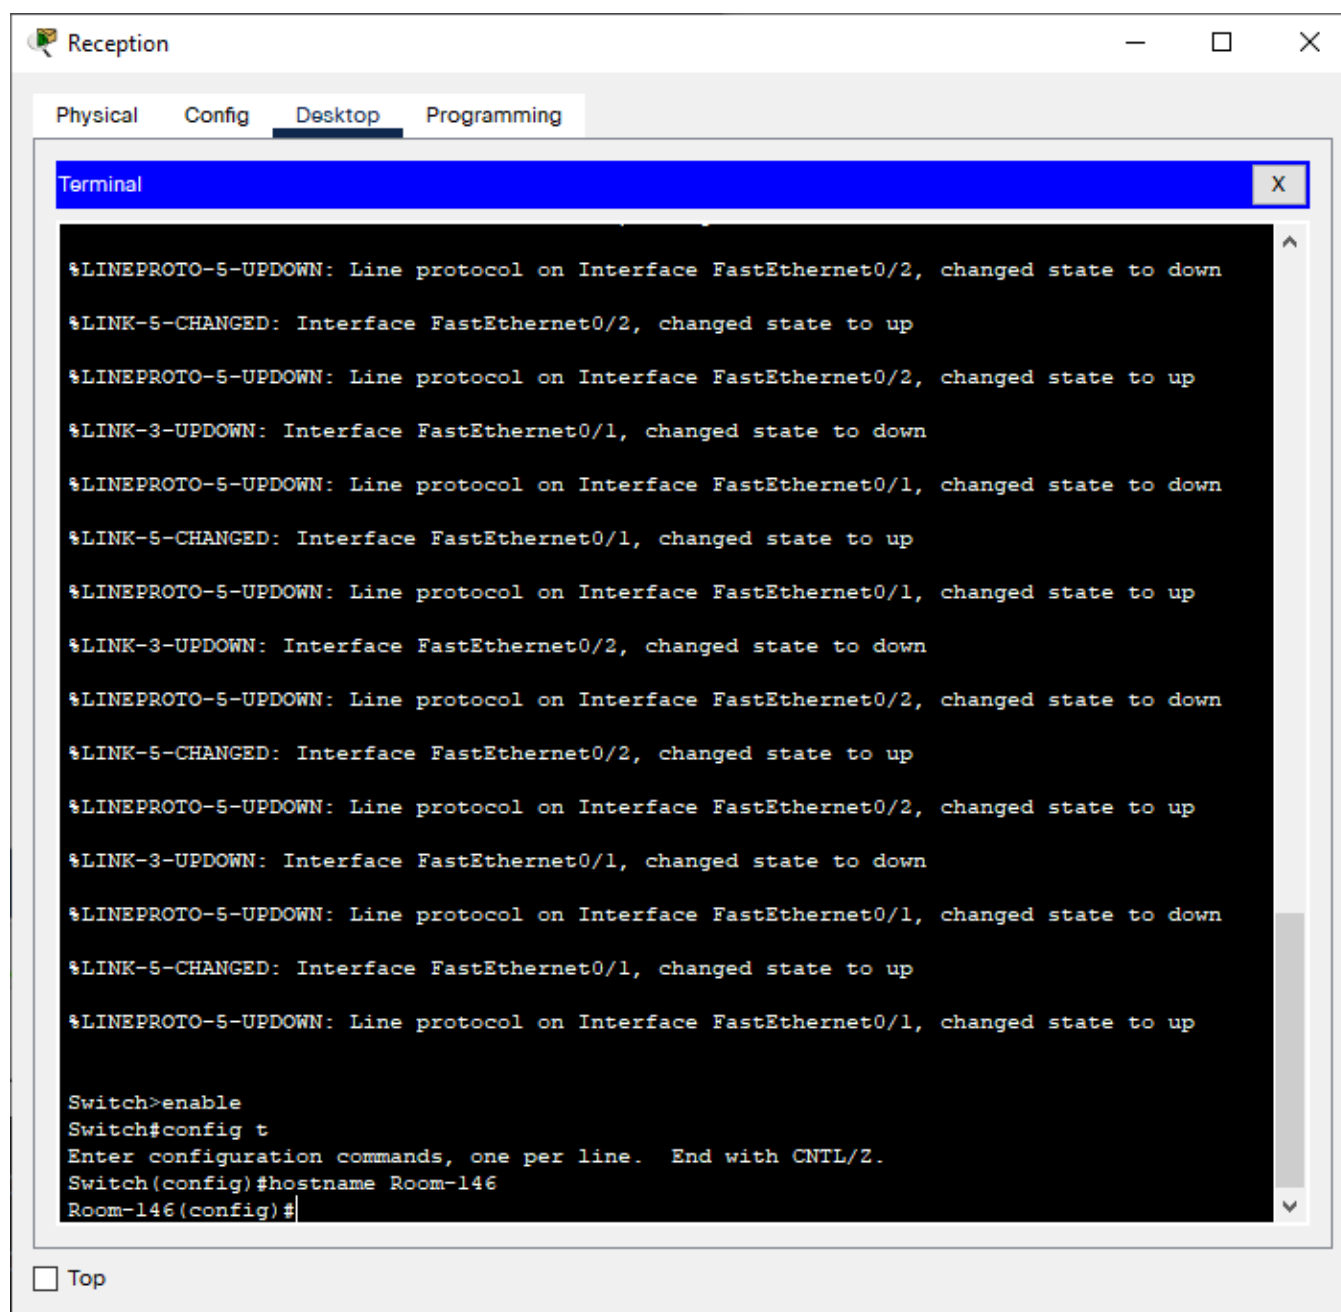 Reception
Physical Config Desktop Programming
Terminal
X
%LINEPROTO-5-UPDOWN: Line protocol on Interface FastEthernet0/2, changed state to down
%LINK-5-CHANGED: Interface FastEthernet0/2, changed state to up
%LINEPROTO-5-UPDOWN: Line protocol on Interface FastEthernet0/2, changed state to up
%LINK-3-UPDOWN: Interface FastEthernet0/1, changed state to down
%LINEPROTO-5-UPDOWN: Line protocol on Interface FastEthernet0/1, changed state to down
%LINK-5-CHANGED: Interface FastEthernet0/1, changed state to up
%LINEPROTO-5-UPDOWN: Line protocol on Interface FastEthernet0/1, changed state to up
%LINK-3-UPDOWN: Interface FastEthernet0/2, changed state to down
%LINEPROTO-5-UPDOWN: Line protocol on Interface FastEthernet0/2, changed state to down
%LINK-5-CHANGED: Interface FastEthernet0/2, changed state to up
%LINEPROTO-5-UPDOWN: Line protocol on Interface FastEthernet0/2, changed state to up
%LINK-3-UPDOWN: Interface FastEthernet0/1, changed state to down
%LINEPROTO-5-UPDOWN: Line protocol on Interface FastEthernet0/1, changed state to down
%LINK-5-CHANGED: Interface FastEthernet0/1, changed state to up
%LINEPROTO-5-UPDOWN: Line protocol on Interface FastEthernet0/1, changed state to up
Switch>enable
Switch#config t
Enter configuration commands, one per line. End with CNTL/Z.
Switch(config)#hostname Room-146
Room-146(config)#
Top